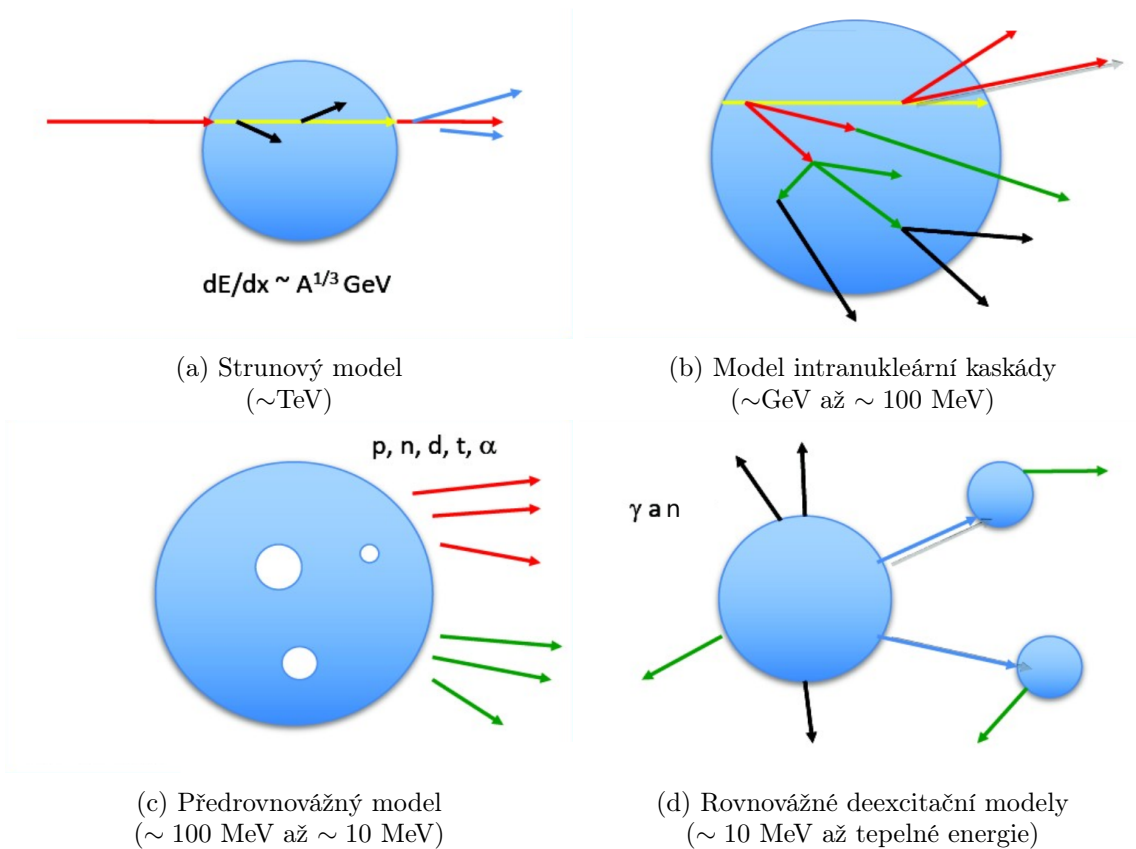 dE/dx ~ A^1/3 GeV
(a) Strunový model
(∼TeV)
(b) Model intranukleární kaskády
(∼GeV až ∼ 100 MeV)
p, n, d, t, α
(c) Předrovnovážný model
(∼ 100 MeV až ∼ 10 MeV)
γ a n
(d) Rovnovážné deexcitační modely
(∼ 10 MeV až tepelné energie)